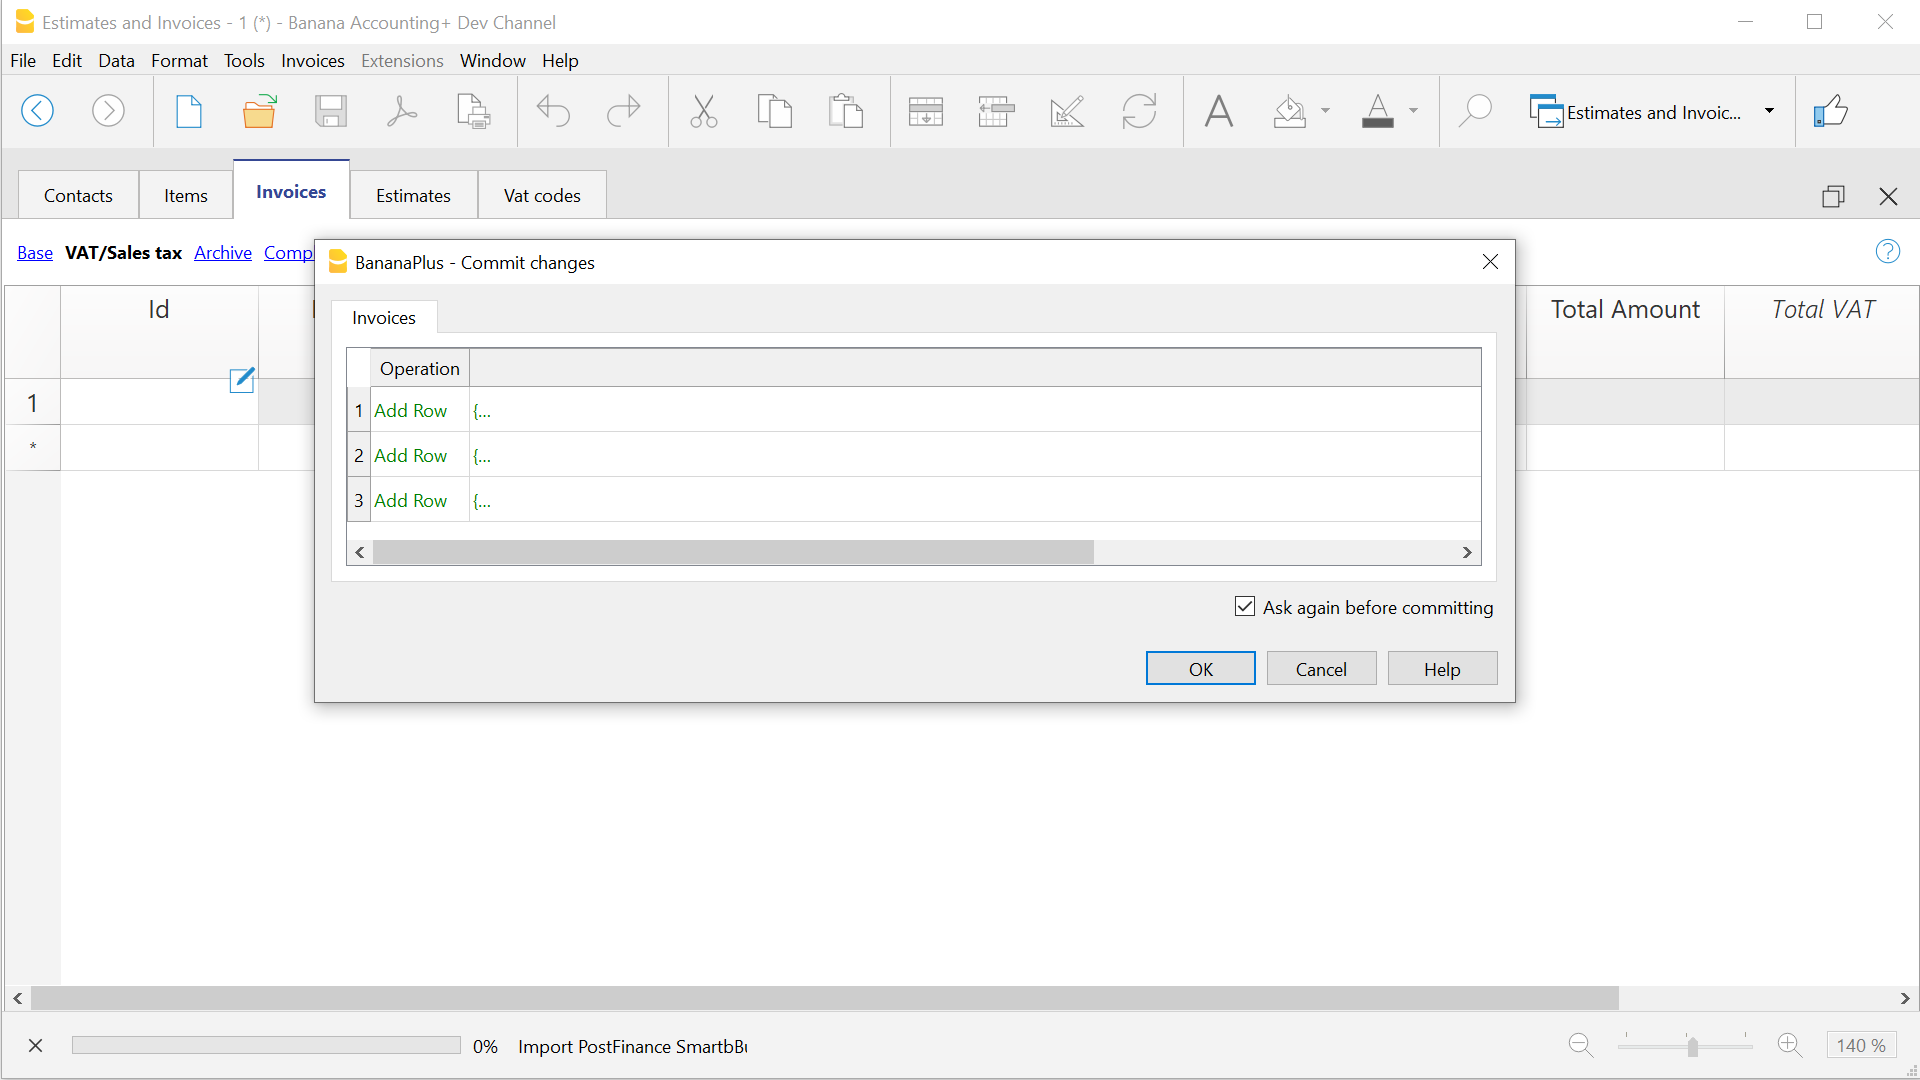 Estimates and Invoices - 1 (*) - Banana Accounting+ Dev Channel
File Edit Data Format Tools Invoices Extensions Window Help
Estimates and Invoic...
Contacts Items Invoices Estimates Vat codes
Base VAT/Sales tax Archive Compl
BananaPlus - Commit changes
Id Total Amount Total VAT
Invoices
Operation
1 Add Row {...
2 Add Row {...
3 Add Row {...
1
*
Ask again before committing
OK Cancel Help
0% Import PostFinance SmartbBu
140 %